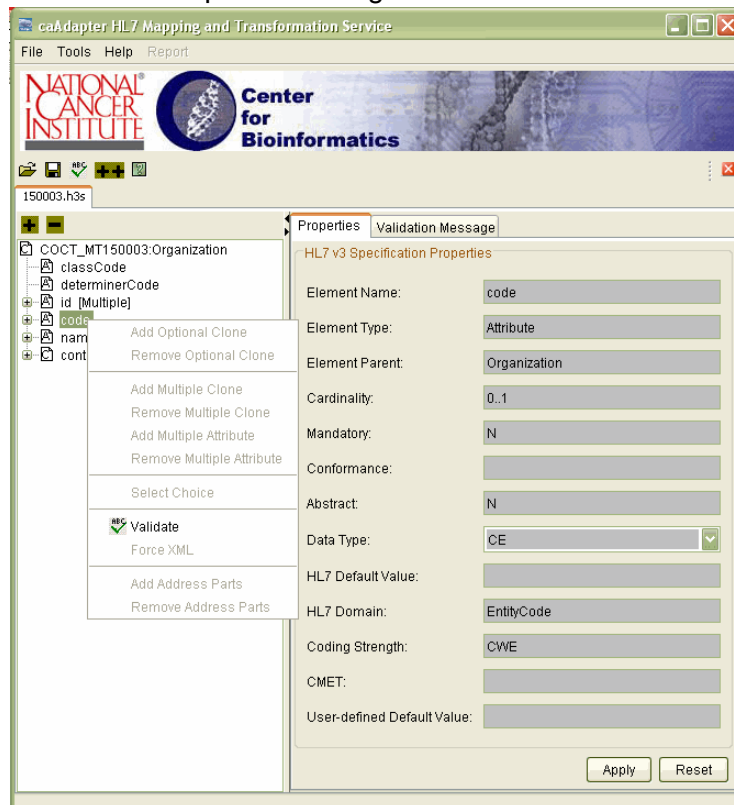 caAdapter HL7 Mapping and Transformation Service
File Tools Help Report
NATIONAL®
CANCER
INSTITUTE
Center
for
Bioinformatics
150003.h3s
Properties Validation Message
COCT_MT150003:Organization
classCode
determinerCode
id [Multiple]
code
nam
cont
Add Optional Clone
Remove Optional Clone
Add Multiple Clone
Remove Multiple Clone
Add Multiple Attribute
Remove Multiple Attribute
Select Choice
ABC Validate
Force XML
Add Address Parts
Remove Address Parts
HL7 v3 Specification Properties
Element Name: code
Element Type: Attribute
Element Parent: Organization
Cardinality: 0..1
Mandatory: N
Conformance:
Abstract: N
Data Type: CE
HL7 Default Value:
HL7 Domain: EntityCode
Coding Strength: CWE
CMET:
User-defined Default Value:
Apply Reset